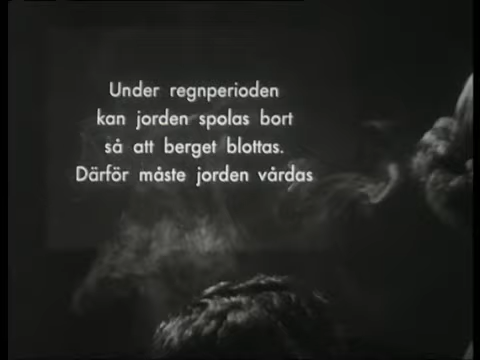 Under regnperioden
kan jorden spolas bort
så att berget blottas.
Därför måste jorden vårdas